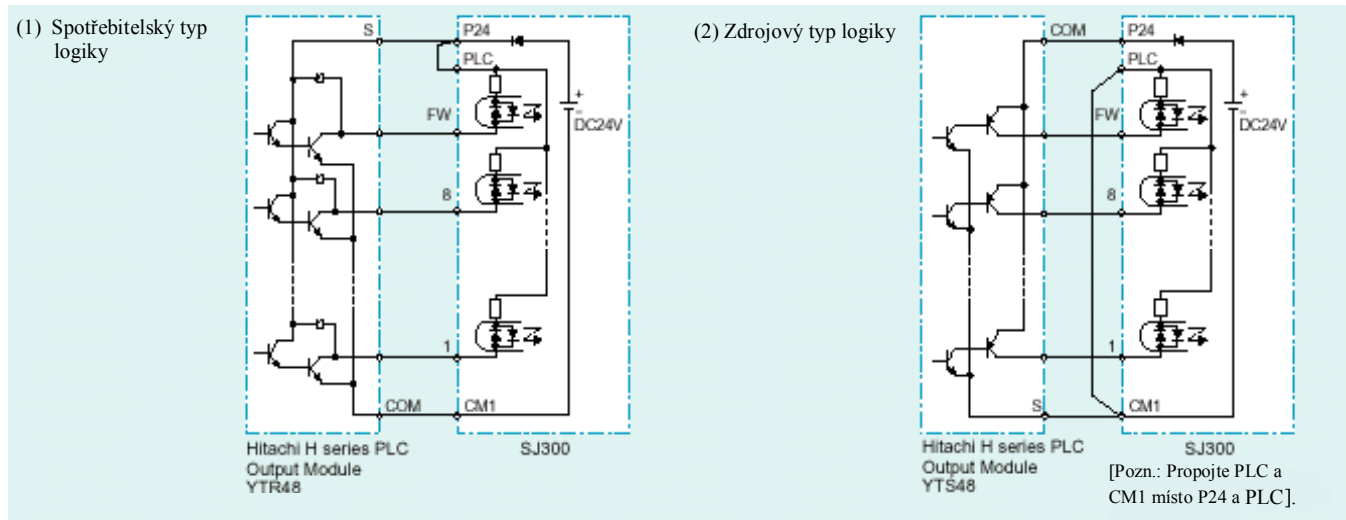 (1) Spotřebitelský typ
logiky
S
P24
PLC
FW
+
-
DC24V
8
1
COM
CM1
Hitachi H series PLC
Output Module
YTR48
SJ300
(2) Zdrojový typ logiky
COM
P24
PLC
FW
+
-
DC24V
8
1
S
CM1
Hitachi H series PLC
Output Module
YTS48
SJ300
[Pozn.: Propojte PLC a
CM1 místo P24 a PLC].